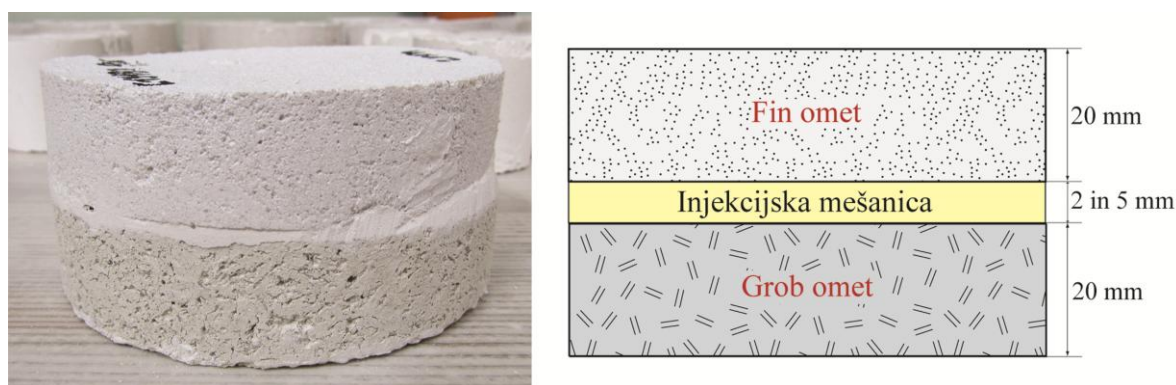 Fin omet
20 mm
Injekcijska mešanica
2 in 5 mm
Grob omet
20 mm